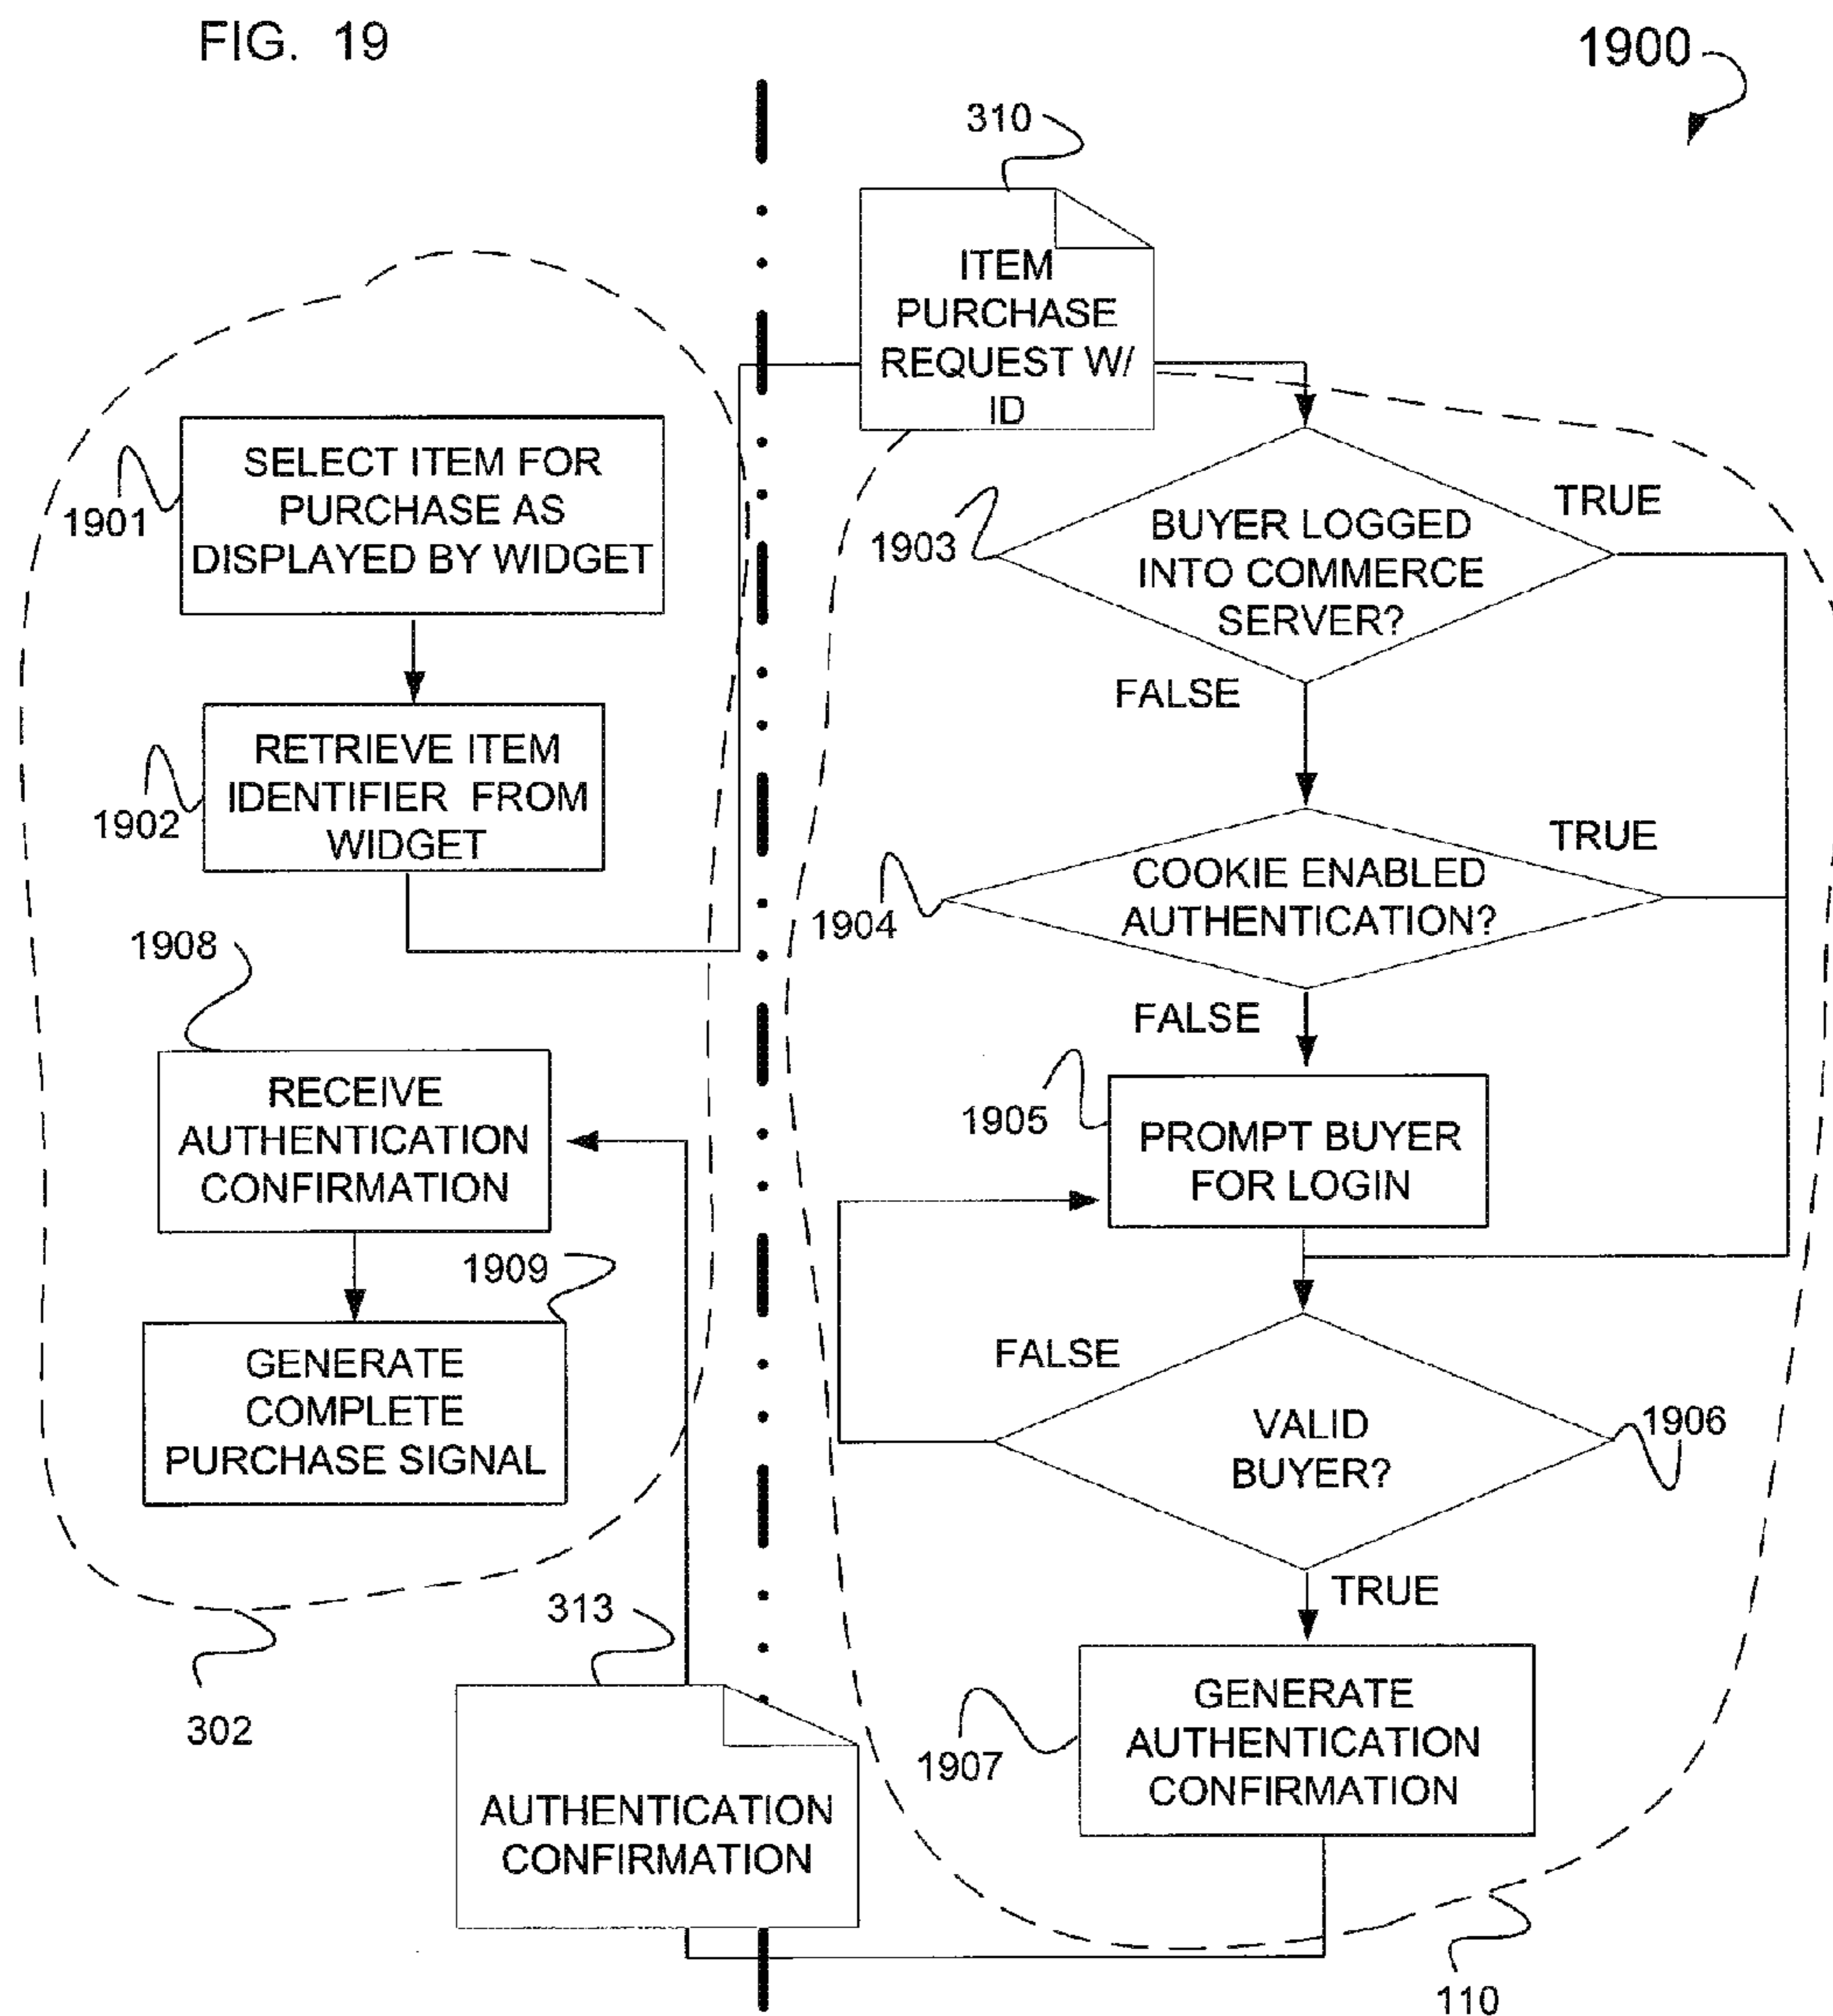 FIG. 19
1900
310
ITEM
PURCHASE
REQUEST W/
ID
SELECT ITEM FOR
PURCHASE AS
DISPLAYED BY WIDGET
1901
RETRIEVE ITEM
IDENTIFIER FROM
WIDGET
1902
BUYER LOGGED
INTO COMMERCE
SERVER?
1903
TRUE
FALSE
COOKIE ENABLED
AUTHENTICATION?
1904
TRUE
FALSE
PROMPT BUYER
FOR LOGIN
1905
VALID
BUYER?
1906
FALSE
TRUE
GENERATE
AUTHENTICATION
CONFIRMATION
1907
110
313
AUTHENTICATION
CONFIRMATION
1908
RECEIVE
AUTHENTICATION
CONFIRMATION
1909
GENERATE
COMPLETE
PURCHASE SIGNAL
302